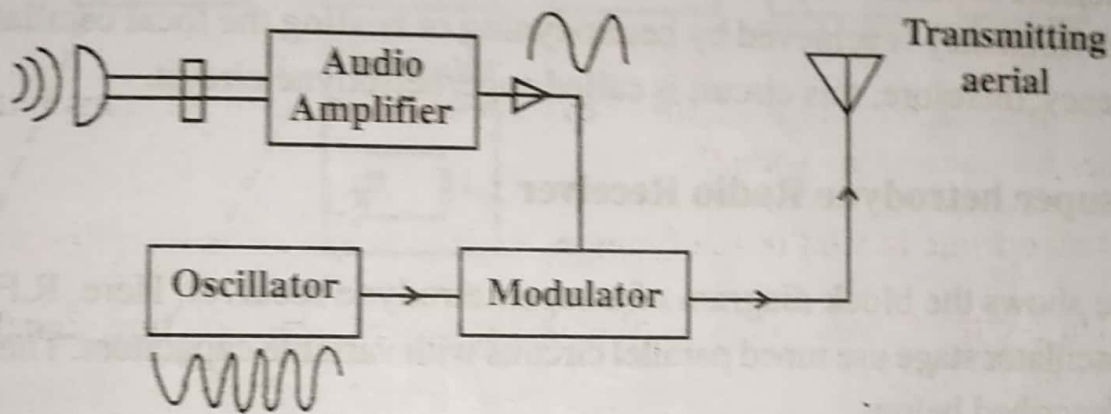 Audio
Amplifier
Transmitting
aerial
Oscillator
Modulator